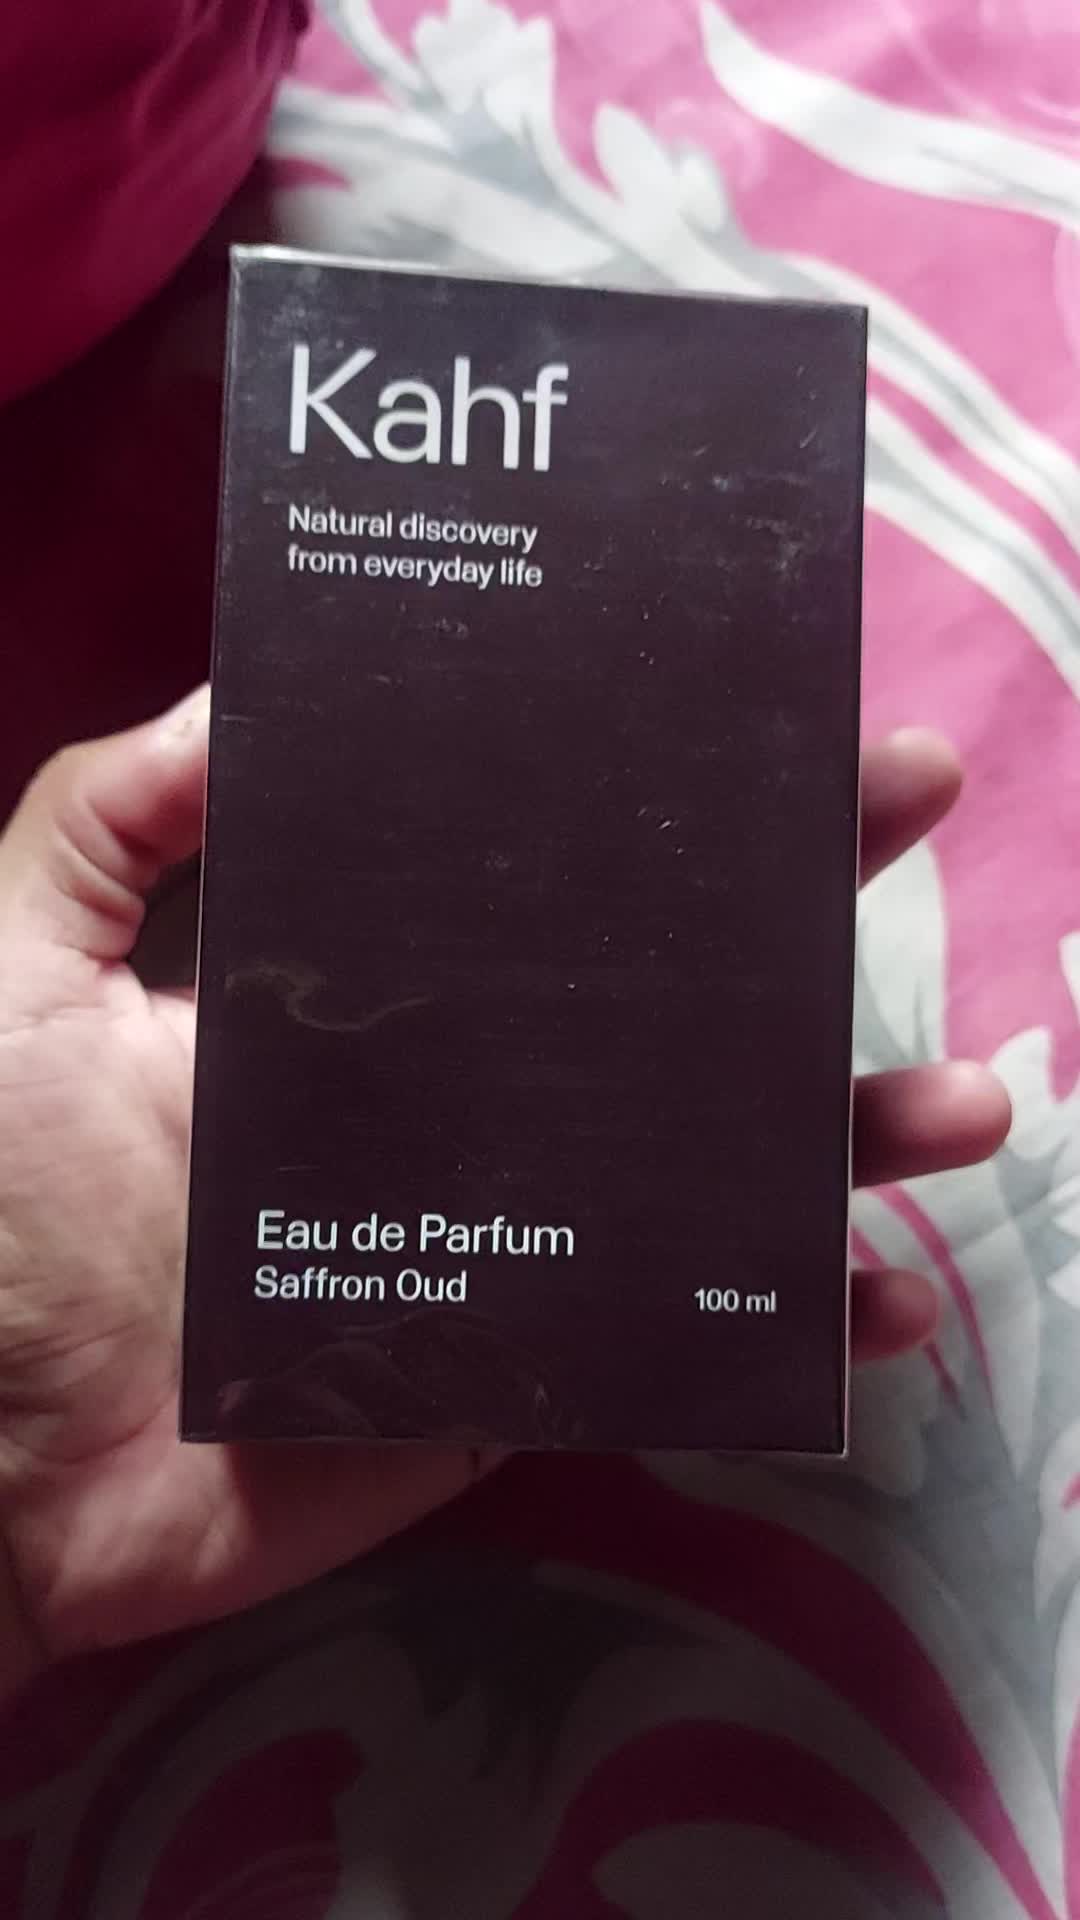 Kahf
Natural discovery
from everyday life
Eau de Parfum
Saffron Oud
100 ml